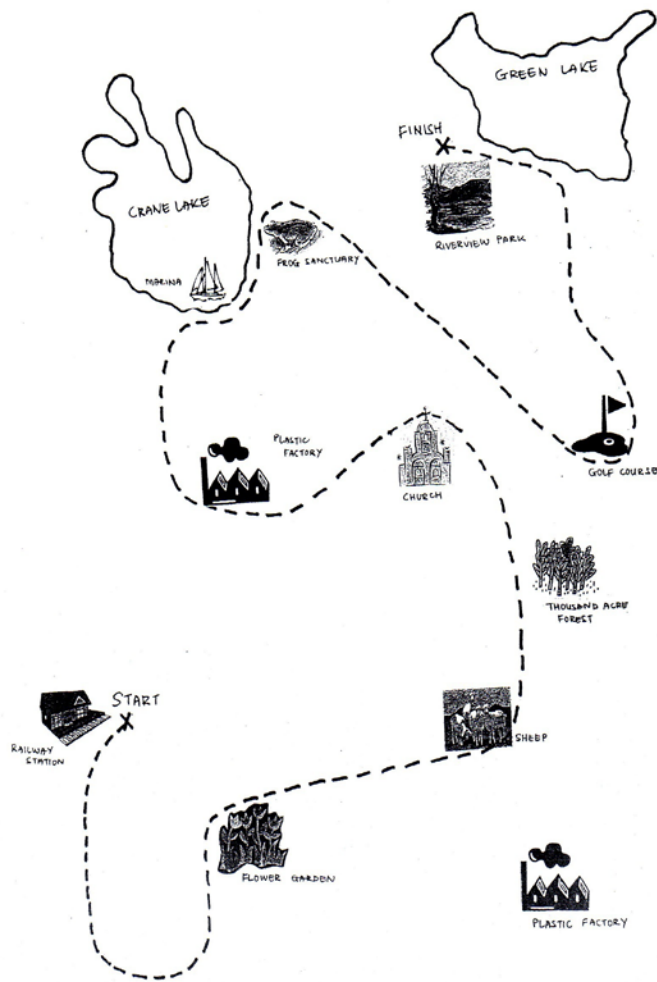 GREEN LAKE
FINISH
CRANE LAKE
RIVERVIEW PARK
FROG SANCTUARY
MARINA
PLASTIC
FACTORY
GOLF COURSE
CHURCH
THOUSAND ACRE
FOREST
START
RAILWAY
STATION
SHEEP
FLOWER GARDEN
PLASTIC FACTORY